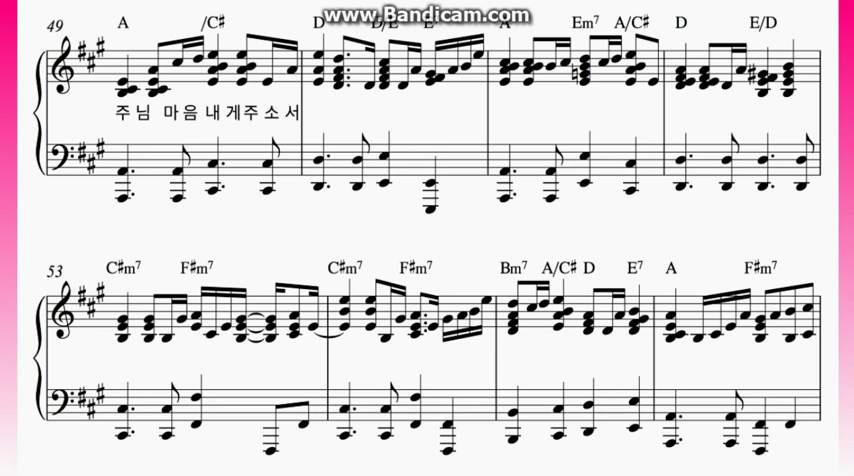 www.Bandicam.com
49 A /C♯ D D/E E A Em7 A/C♯ D E/D
주님 마음 내게주소서
53 C♯m7 F♯m7 C♯m7 F♯m7 Bm7 A/C♯ D E7 A F♯m7